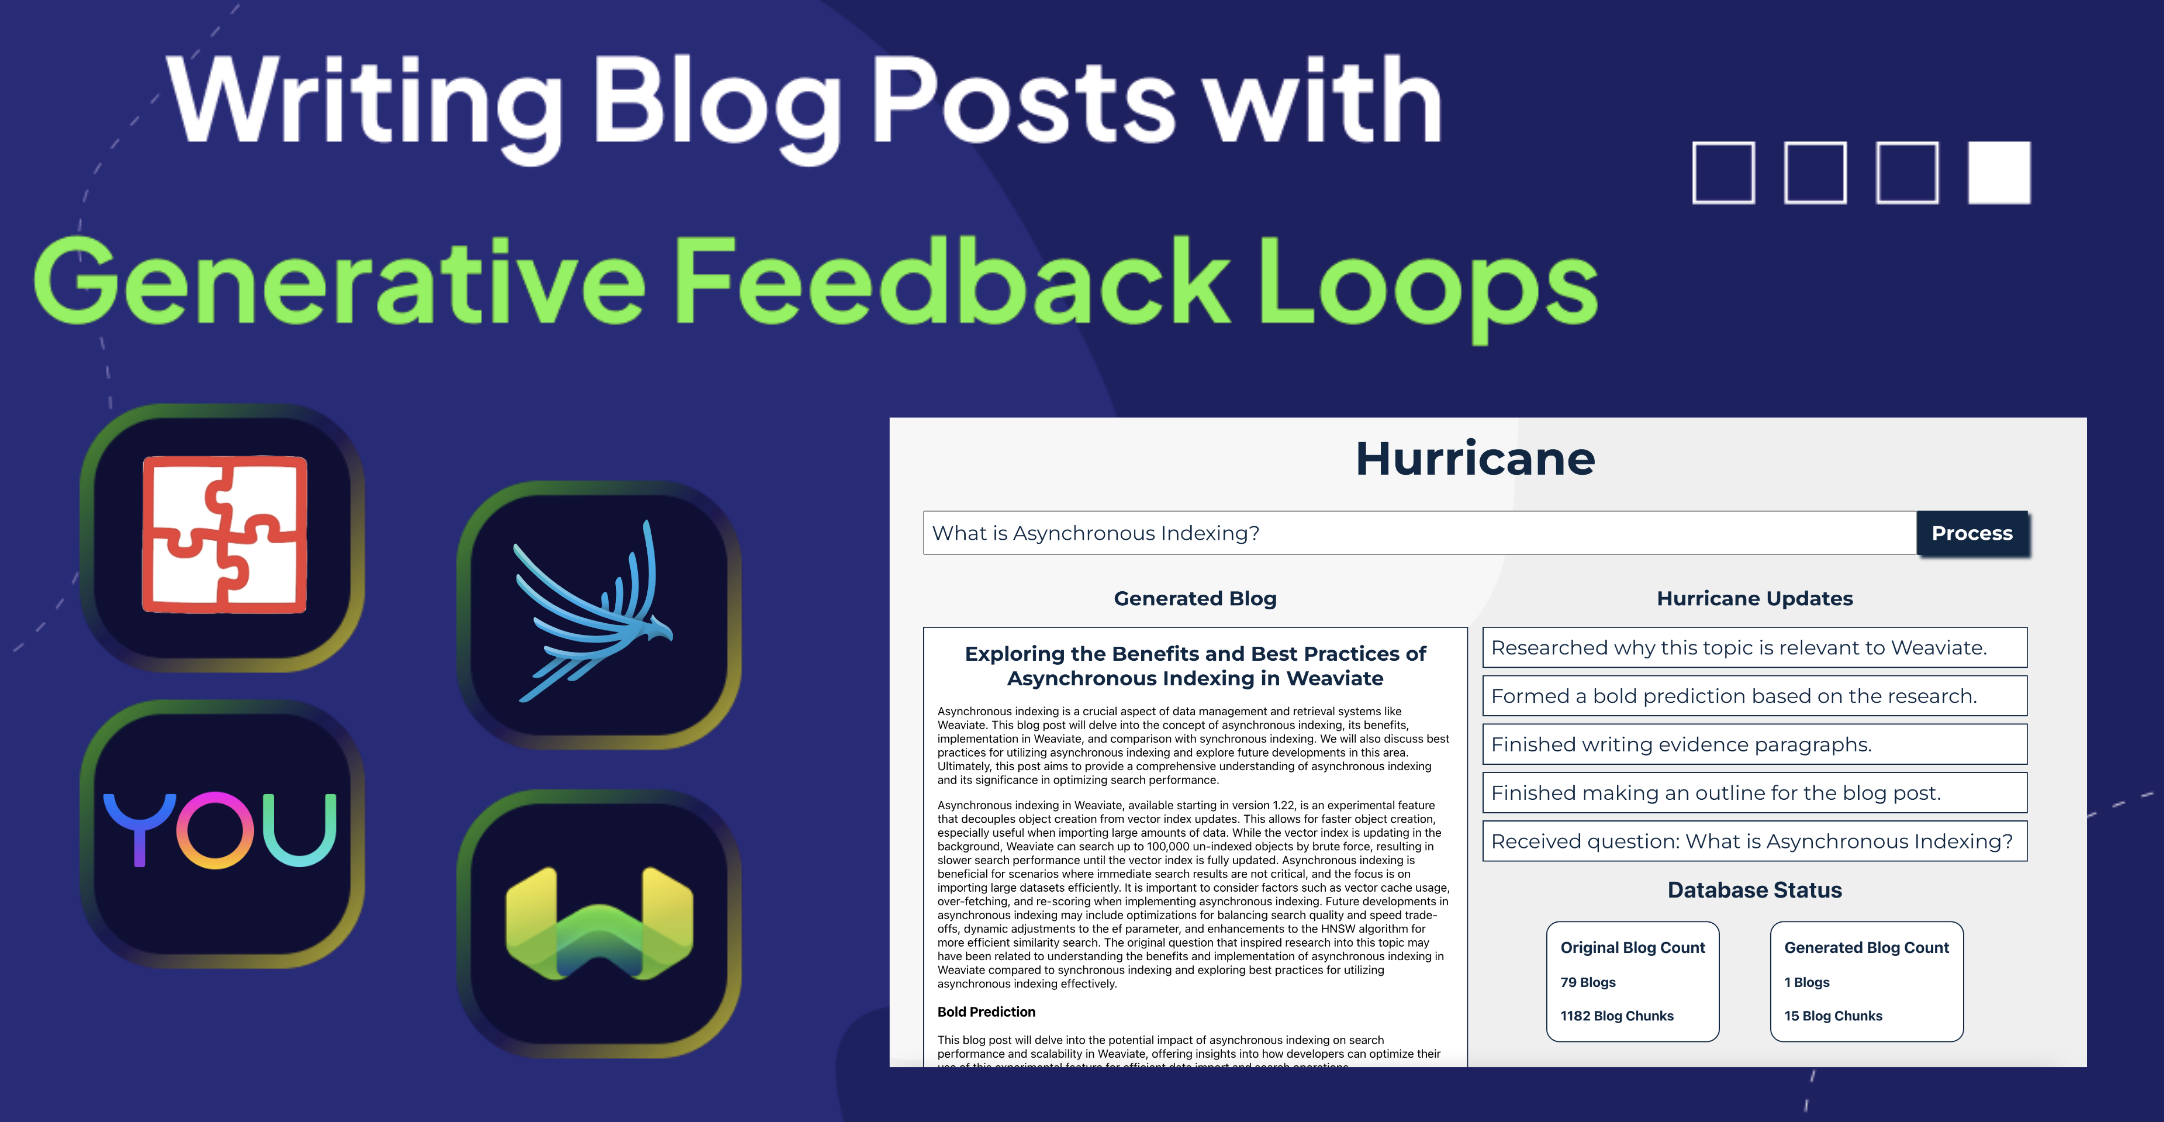 Writing Blog Posts with
Generative Feedback Loops
YOU
Hurricane
What is Asynchronous Indexing?
Process
Generated Blog
Exploring the Benefits and Best Practices of
Asynchronous Indexing in Weaviate
Asynchronous indexing is a crucial aspect of data management and retrieval systems like
Weaviate. This blog post will delve into the concept of asynchronous indexing, its benefits,
implementation in Weaviate, and comparison with synchronous indexing. We will also discuss best
practices for utilizing asynchronous indexing and explore future developments in this area.
Ultimately, this post aims to provide a comprehensive understanding of asynchronous indexing
and its significance in optimizing search performance.
Asynchronous indexing in Weaviate, available starting in version 1.22, is an experimental feature
that decouples object creation from vector index updates. This allows for faster object creation,
especially useful when importing large amounts of data. While the vector index is updating in the
background, Weaviate can search up to 100,000 un-indexed objects by brute force, resulting in
slower search performance until the vector index is fully updated. Asynchronous indexing is
beneficial for scenarios where immediate search results are not critical, and the focus is on
importing large datasets efficiently. It is important to consider factors such as vector cache usage,
over-fetching, and re-scoring when implementing asynchronous indexing. Future developments in
asynchronous indexing may include optimizations for balancing search quality and speed trade-
offs, dynamic adjustments to the ef parameter, and enhancements to the HNSW algorithm for
more efficient similarity search. The original question that inspired research into this topic may
have been related to understanding the benefits and implementation of asynchronous indexing in
Weaviate compared to synchronous indexing and exploring best practices for utilizing
asynchronous indexing effectively.
Bold Prediction
This blog post will delve into the potential impact of asynchronous indexing on search
performance and scalability in Weaviate, offering insights into how developers can optimize their
use of this experimental feature for efficient data import and search operations.
Hurricane Updates
Researched why this topic is relevant to Weaviate.
Formed a bold prediction based on the research.
Finished writing evidence paragraphs.
Finished making an outline for the blog post.
Received question: What is Asynchronous Indexing?
Database Status
Original Blog Count
79 Blogs
1182 Blog Chunks
Generated Blog Count
1 Blogs
15 Blog Chunks